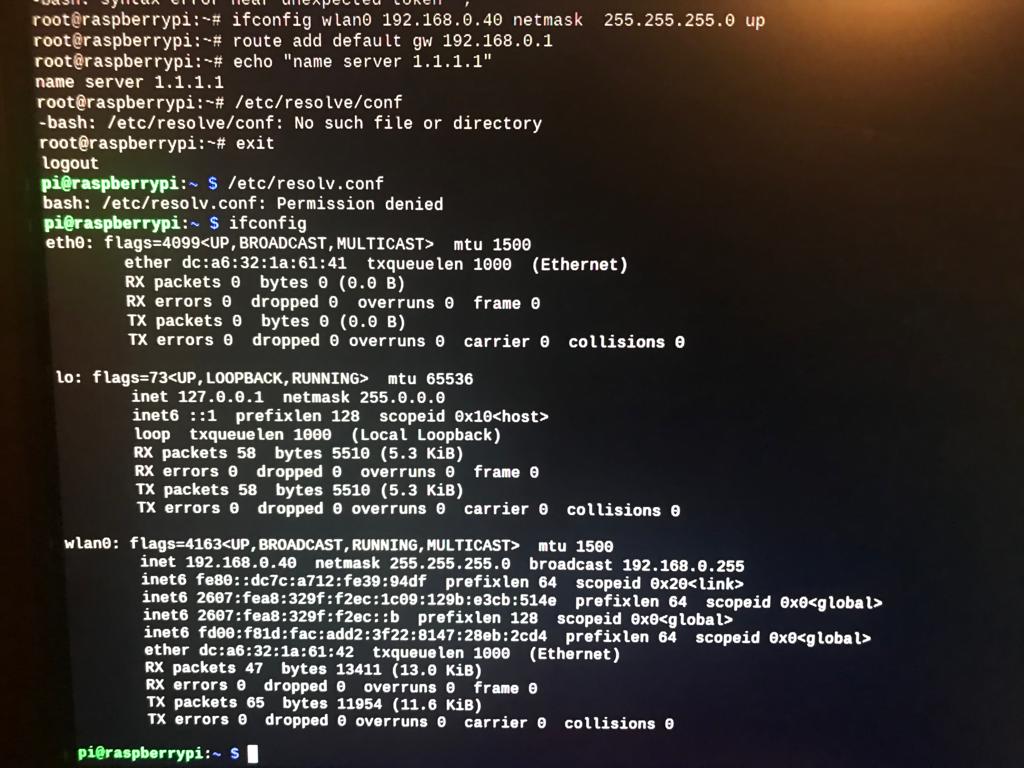 -bash: syntax error near unexpected token
root@raspberrypi:~# ifconfig wlan0 192.168.0.40 netmask  255.255.255.0 up
root@raspberrypi:~# route add default gw 192.168.0.1
root@raspberrypi:~# echo "name server 1.1.1.1"
name server 1.1.1.1
root@raspberrypi:~# /etc/resolve/conf
-bash: /etc/resolve/conf: No such file or directory
root@raspberrypi:~# exit
logout
pi@raspberrypi:~ $ /etc/resolv.conf
bash: /etc/resolv.conf: Permission denied
pi@raspberrypi:~ $ ifconfig
eth0: flags=4099<UP,BROADCAST,MULTICAST>  mtu 1500
ether dc:a6:32:1a:61:41  txqueuelen 1000  (Ethernet)
RX packets 0  bytes 0 (0.0 B)
RX errors 0  dropped 0  overruns 0  frame 0
TX packets 0  bytes 0 (0.0 B)
TX errors 0  dropped 0 overruns 0  carrier 0  collisions 0
lo: flags=73<UP,LOOPBACK,RUNNING>  mtu 65536
inet 127.0.0.1  netmask 255.0.0.0
inet6 ::1  prefixlen 128  scopeid 0x10<host>
loop  txqueuelen 1000  (Local Loopback)
RX packets 58  bytes 5510 (5.3 KiB)
RX errors 0  dropped 0  overruns 0  frame 0
TX packets 58  bytes 5510 (5.3 KiB)
TX errors 0  dropped 0 overruns 0  carrier 0  collisions 0
wlan0: flags=4163<UP,BROADCAST,RUNNING,MULTICAST>  mtu 1500
inet 192.168.0.40  netmask 255.255.255.0  broadcast 192.168.0.255
inet6 fe80::dc7c:a712:fe39:94df  prefixlen 64  scopeid 0x20<link>
inet6 2607:fea8:329f:f2ec:1c09:129b:e3cb:514e  prefixlen 64  scopeid 0x0<global>
inet6 2607:fea8:329f:f2ec::b  prefixlen 128  scopeid 0x0<global>
inet6 fd00:f81d:fac:add2:3f22:8147:28eb:2cd4  prefixlen 64  scopeid 0x0<global>
ether dc:a6:32:1a:61:42  txqueuelen 1000  (Ethernet)
RX packets 47  bytes 13411 (13.0 KiB)
RX errors 0  dropped 0  overruns 0  frame 0
TX packets 65  bytes 11954 (11.6 KiB)
TX errors 0  dropped 0 overruns 0  carrier 0  collisions 0
pi@raspberrypi:~ $